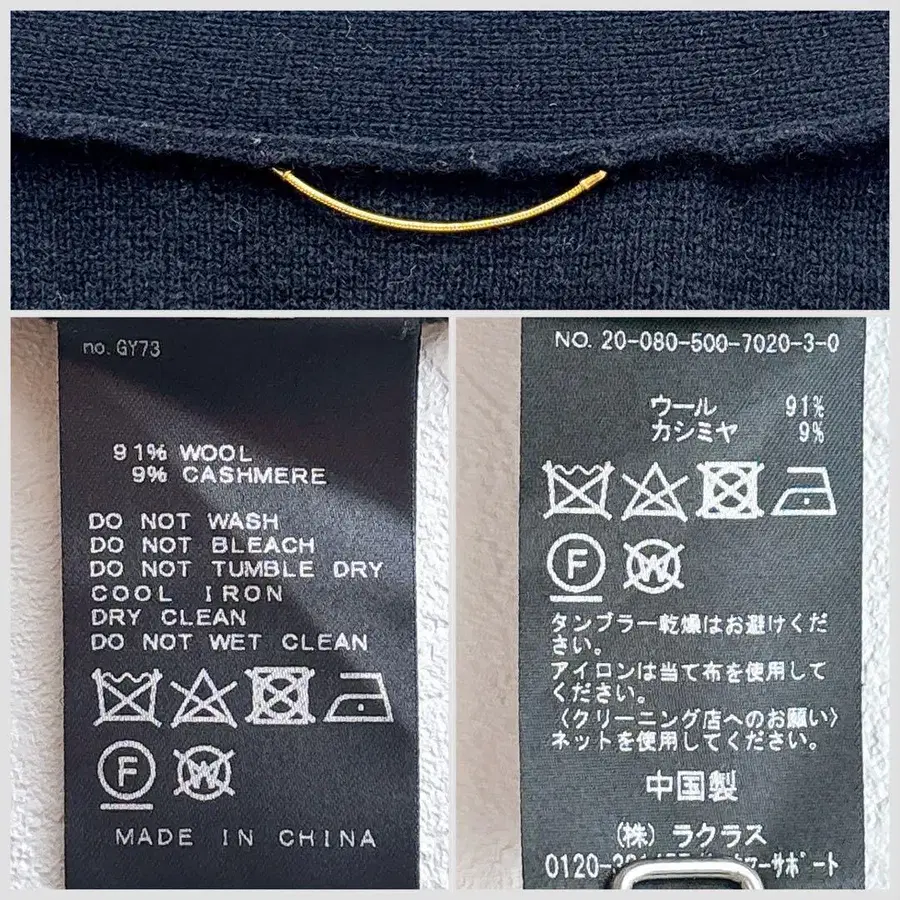 no. GY73
91% WOOL
9% CASHMERE
DO NOT WASH
DO NOT BLEACH
DO NOT TUMBLE DRY
COOL IRON
DRY CLEAN
DO NOT WET CLEAN
F
W
MADE IN CHINA
NO. 20-080-500-7020-3-0
ウール 91%
カシミヤ 9%
F
W
タンブラー乾燥はお避けくだ
さい。
アイロンは当て布を使用して
ください。
〈クリーニング店へのお願い〉
ネットを使用してください。
中国製
(株) ラクラス